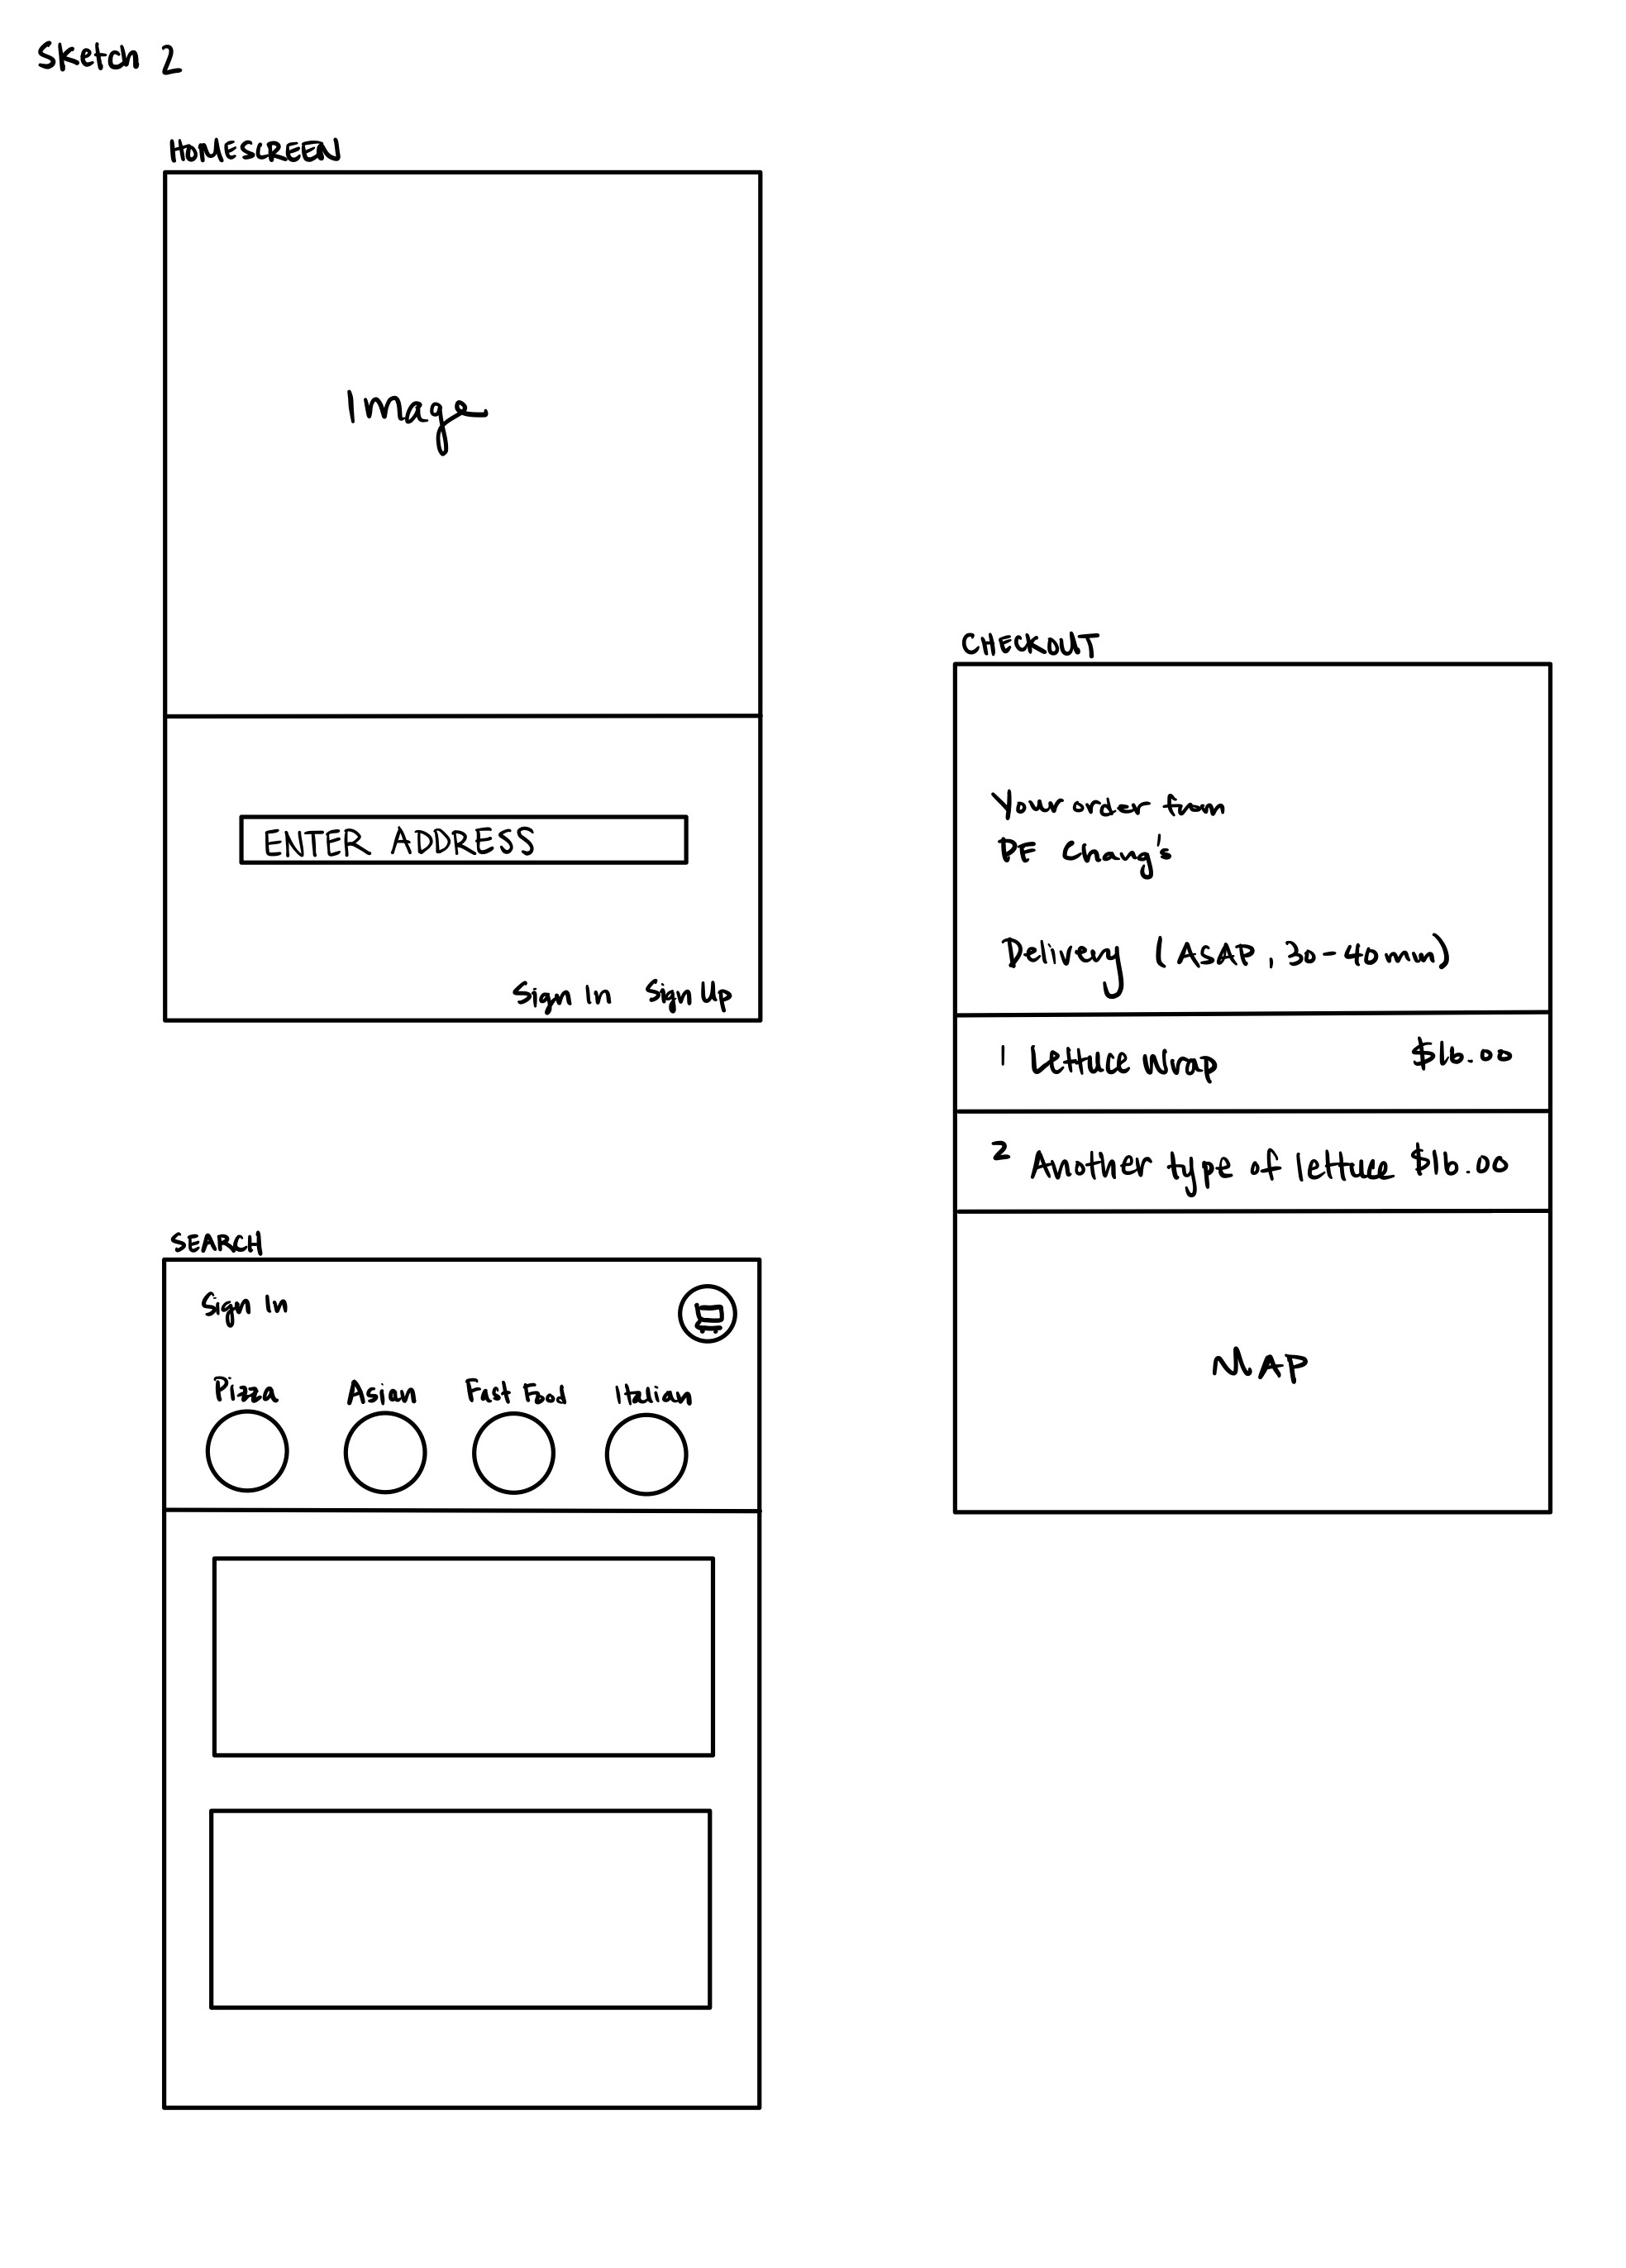 Sketch 2
HOMESCREEN
Image
ENTER ADDRESS
Sign In Sign Up
SEARCH
Sign In
Pizza Asian Fast Food Italian
CHECKOUT
Your order from
PF Chang's
Delivery (ASAP, 30-40min)
1 Lettuce Wrap $16.00
2 Another type of lettuce $16.00
MAP